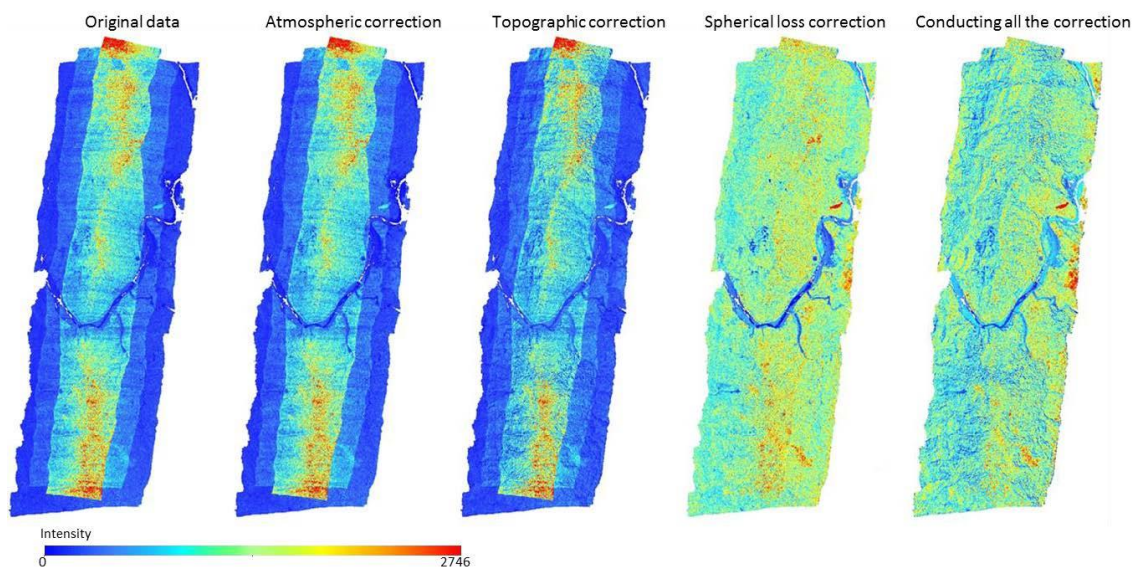 Original data
Atmospheric correction
Topographic correction
Spherical loss correction
Conducting all the correction
Intensity
0
2746